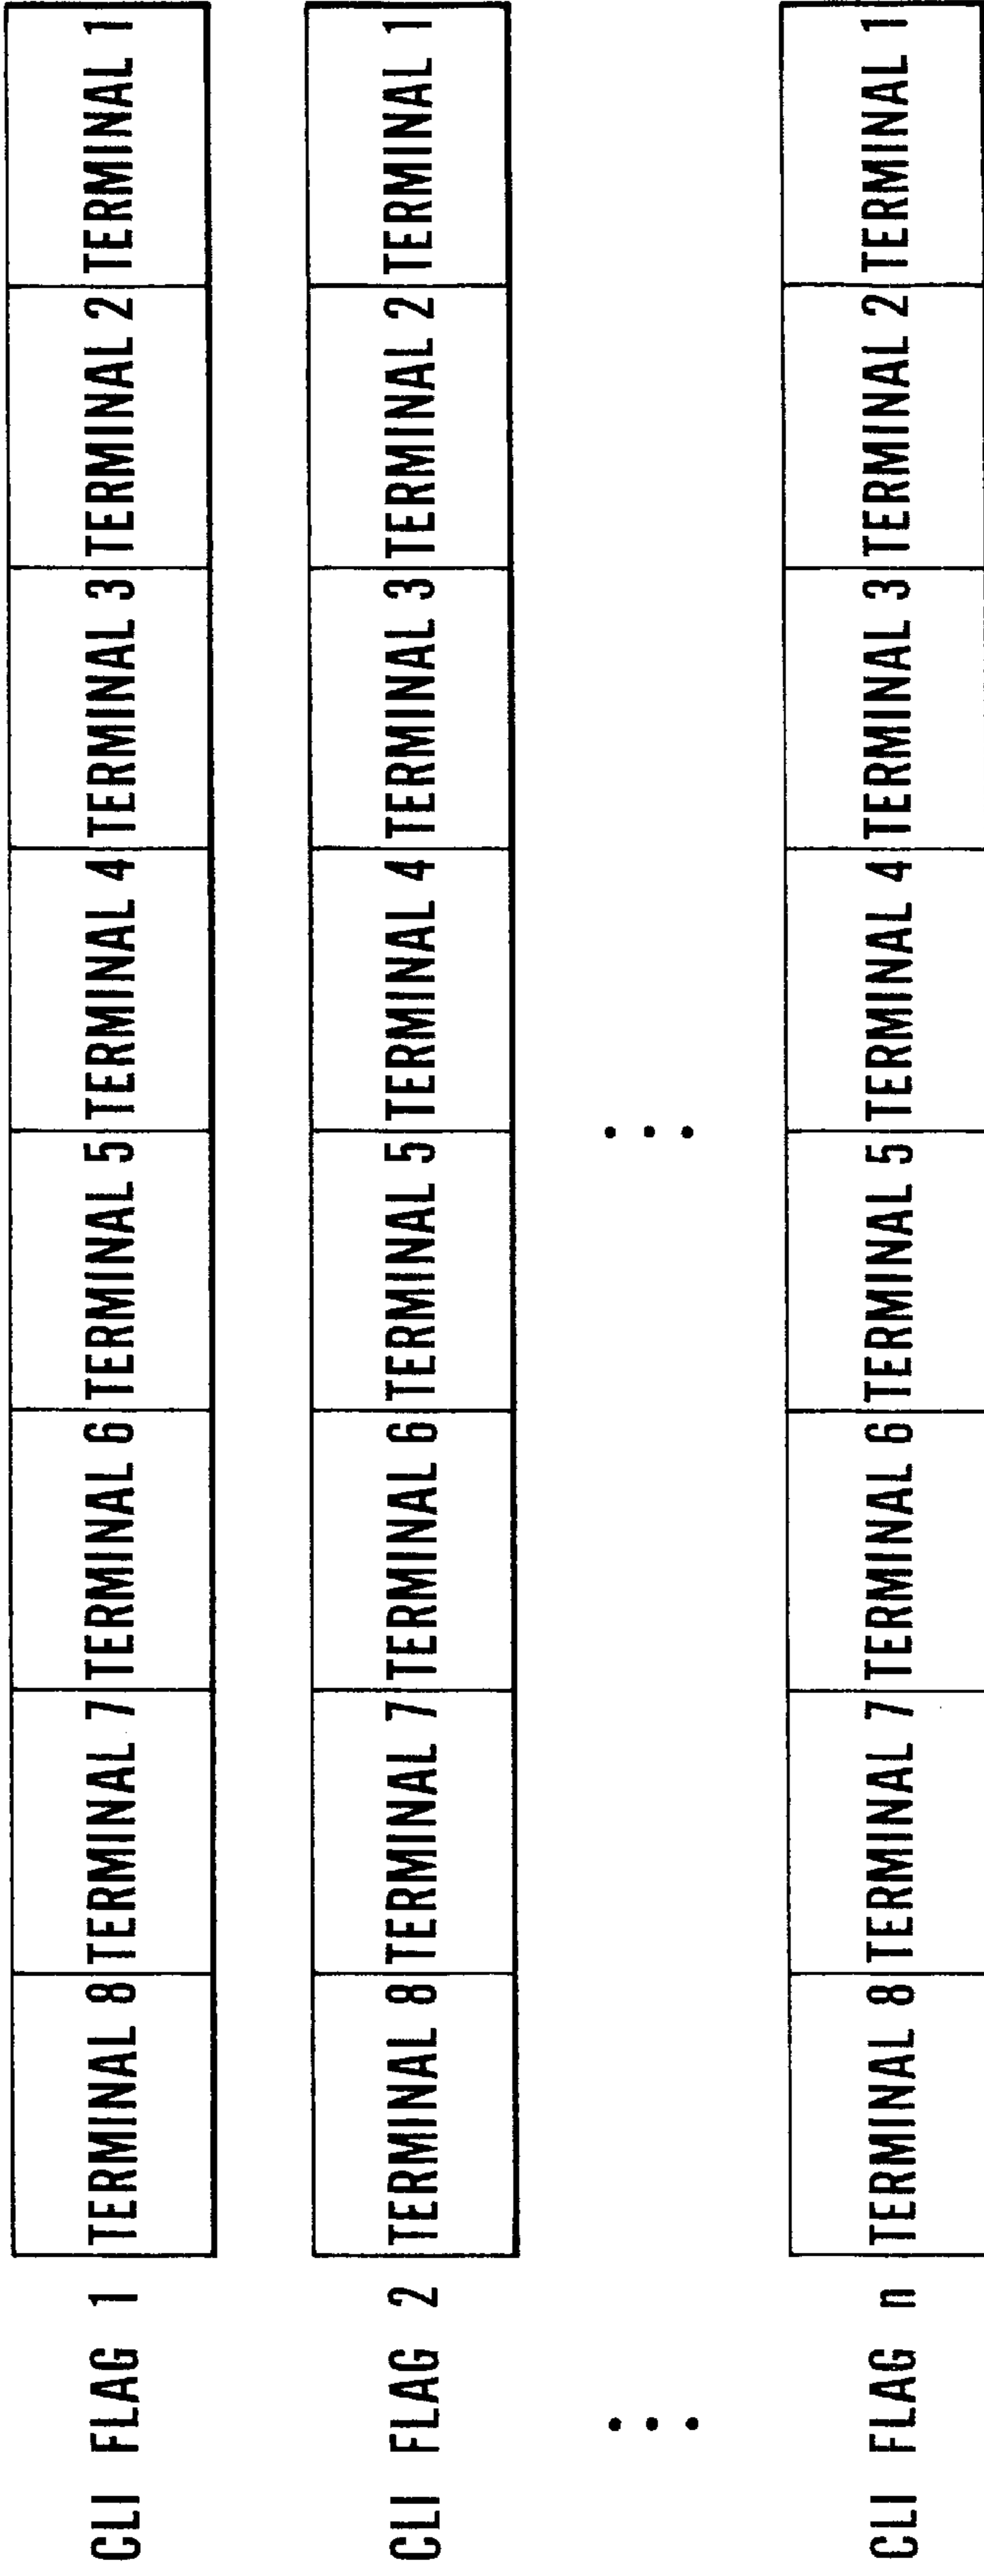 CLI FLAG 1 TERMINAL 8 TERMINAL 7 TERMINAL 6 TERMINAL 5 TERMINAL 4 TERMINAL 3 TERMINAL 2 TERMINAL 1
CLI FLAG 2 TERMINAL 8 TERMINAL 7 TERMINAL 6 TERMINAL 5 TERMINAL 4 TERMINAL 3 TERMINAL 2 TERMINAL 1
CLI FLAG n TERMINAL 8 TERMINAL 7 TERMINAL 6 TERMINAL 5 TERMINAL 4 TERMINAL 3 TERMINAL 2 TERMINAL 1